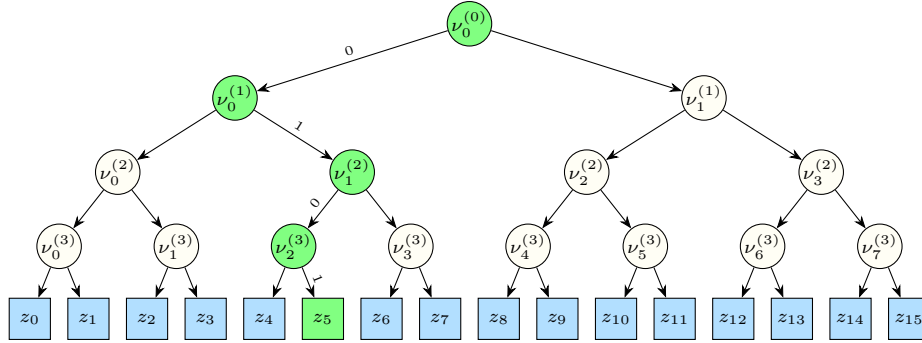 ν₀⁽⁰⁾
0
ν₀⁽¹⁾ ν₁⁽¹⁾
1
ν₀⁽²⁾ ν₁⁽²⁾ ν₂⁽²⁾ ν₃⁽²⁾
0
ν₀⁽³⁾ ν₁⁽³⁾ ν₂⁽³⁾ ν₃⁽³⁾ ν₄⁽³⁾ ν₅⁽³⁾ ν₆⁽³⁾ ν₇⁽³⁾
1
z₀ z₁ z₂ z₃ z₄ z₅ z₆ z₇ z₈ z₉ z₁₀ z₁₁ z₁₂ z₁₃ z₁₄ z₁₅